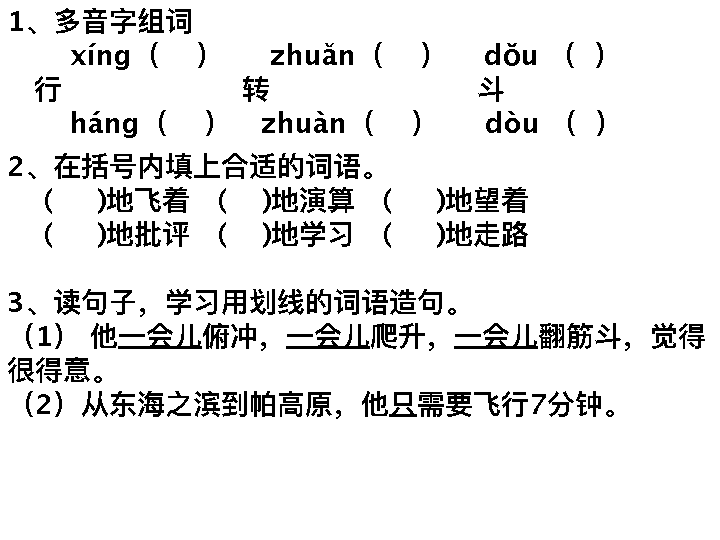 1、多音字组词
xíng（ ） zhuǎn（ ） dǒu （ ）
行 转 斗
háng（ ） zhuàn（ ） dòu （ ）
2、在括号内填上合适的词语。
（ )地飞着 （ )地演算 （ )地望着
（ )地批评 （ )地学习 （ )地走路
3、读句子，学习用划线的词语造句。
（1） 他一会儿俯冲，一会儿爬升，一会儿翻筋斗，觉得
很得意。
（2）从东海之滨到帕高原，他只需要飞行7分钟。